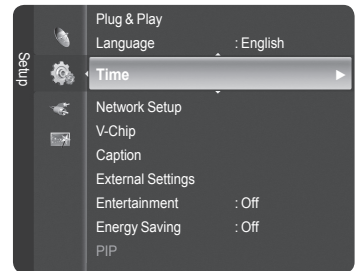 Setup
Plug & Play
Language : English
Time
Network Setup
V-Chip
Caption
External Settings
Entertainment : Off
Energy Saving : Off
PIP